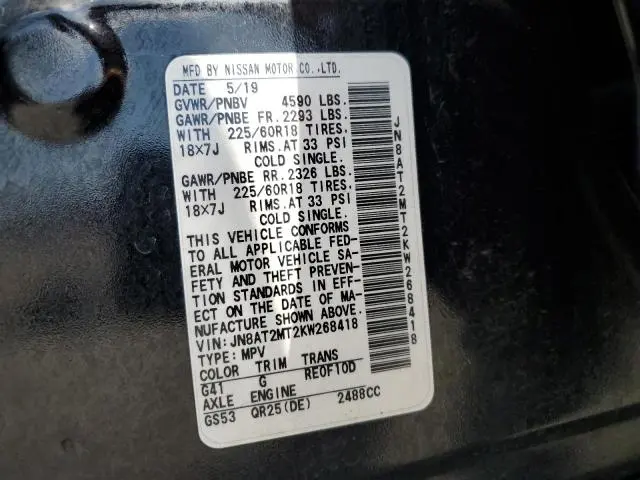 MFD BY NISSAN MOTOR CO.,LTD.
DATE 5/19
GVWR/PNBV 4590 LBS.
GAWR/PNBE FR. 2293 LBS.
WITH 225/60R18 TIRES.
18X7J RIMS.AT 33 PSI
COLD SINGLE.
GAWR/PNBE RR. 2326 LBS.
WITH 225/60R18 TIRES.
18X7J RIMS.AT 33 PSI
COLD SINGLE.
THIS VEHICLE CONFORMS
TO ALL APPLICABLE FED-
ERAL MOTOR VEHICLE SA-
FETY AND THEFT PREVEN-
TION STANDARDS IN EFF-
ECT ON THE DATE OF MA-
NUFACTURE SHOWN ABOVE.
VIN: JN8AT2MT2KW268418
TYPE: MPV
COLOR TRIM TRANS
G41 G RE0F10D
AXLE ENGINE
GS53 QR25(DE) 2488CC
JN8AT2MT2KW268418